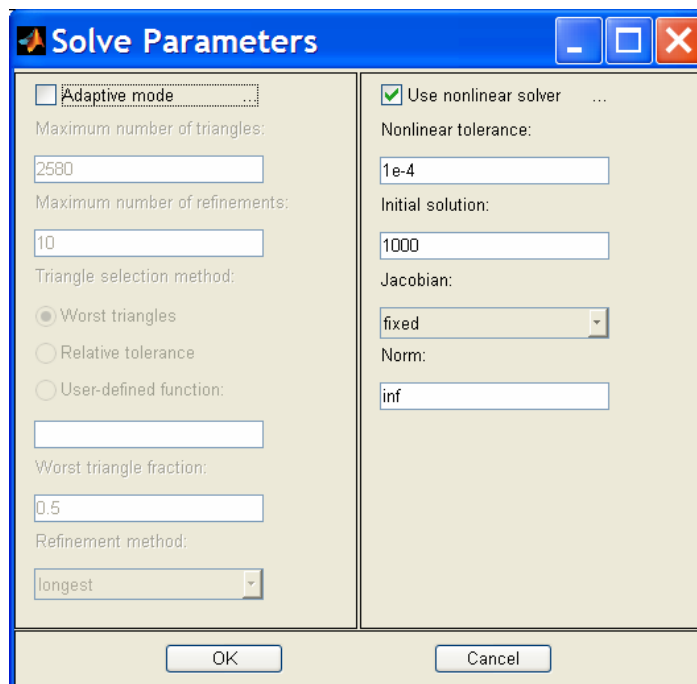 Solve Parameters
Adaptive mode ...
Maximum number of triangles:
2580
Maximum number of refinements:
10
Triangle selection method:
Worst triangles
Relative tolerance
User-defined function:
Worst triangle fraction:
0.5
Refinement method:
longest
Use nonlinear solver ...
Nonlinear tolerance:
1e-4
Initial solution:
1000
Jacobian:
fixed
Norm:
inf
OK
Cancel